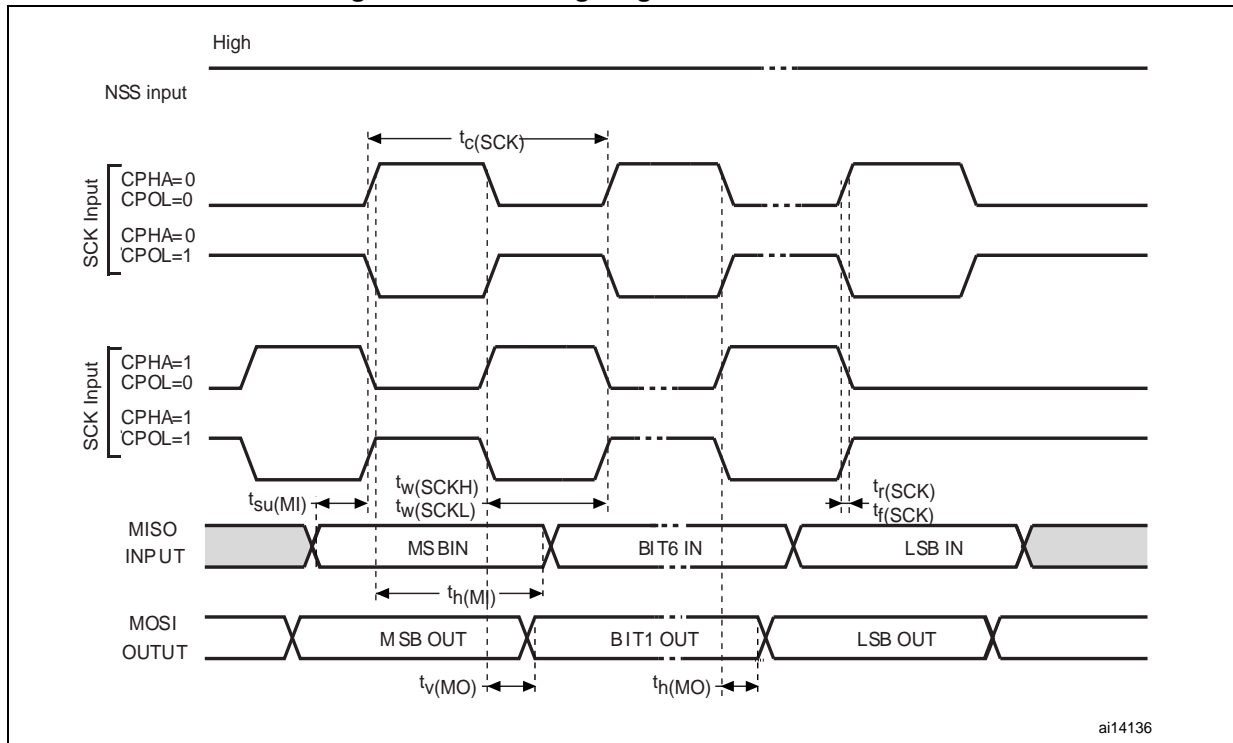 High
NSS input
tc(SCK)
SCK Input
CPHA=0
CPOL=0
CPHA=0
CPOL=1
SCK Input
CPHA=1
CPOL=0
CPHA=1
CPOL=1
tsu(MI)
tw(SCKH)
tw(SCKL)
tr(SCK)
tf(SCK)
MISO
INPUT
MSBIN
BIT6 IN
LSB IN
th(MI)
MOSI
OUTUT
MSB OUT
BIT1 OUT
LSB OUT
tv(MO)
th(MO)
ai14136